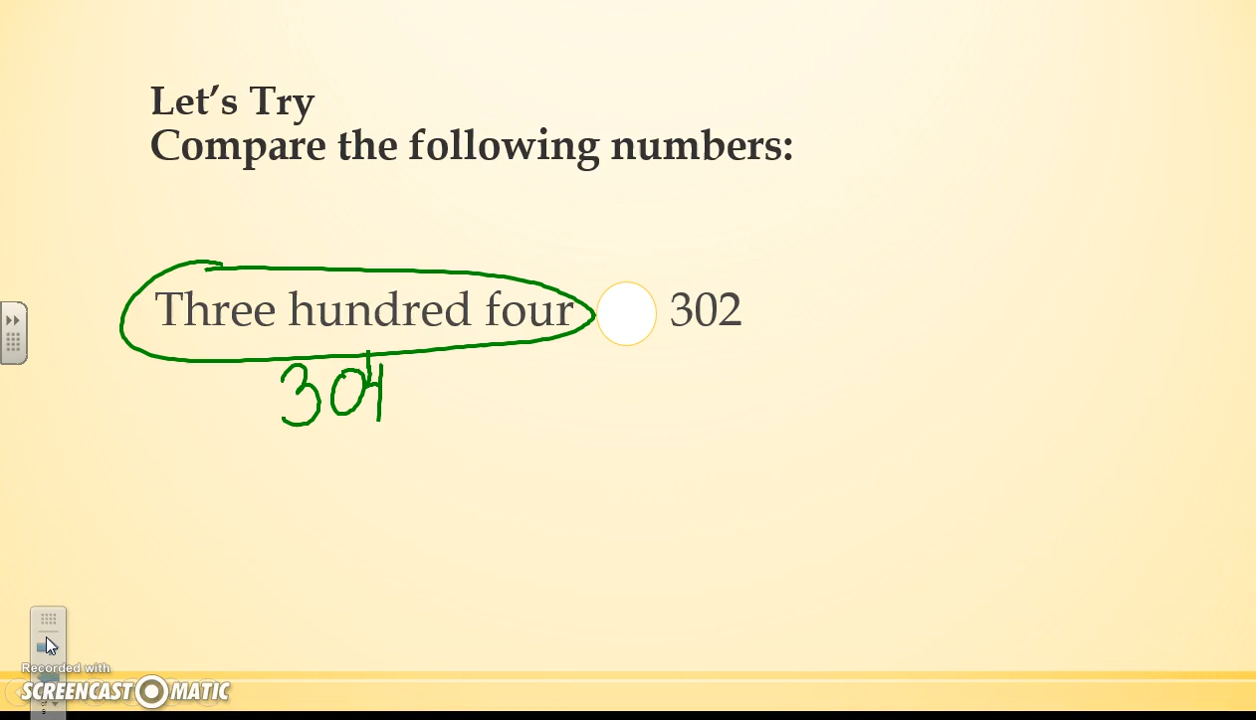 Let's Try
Compare the following numbers:
Three hundred four 302
304
Recorded with
SCREENCAST MATIC